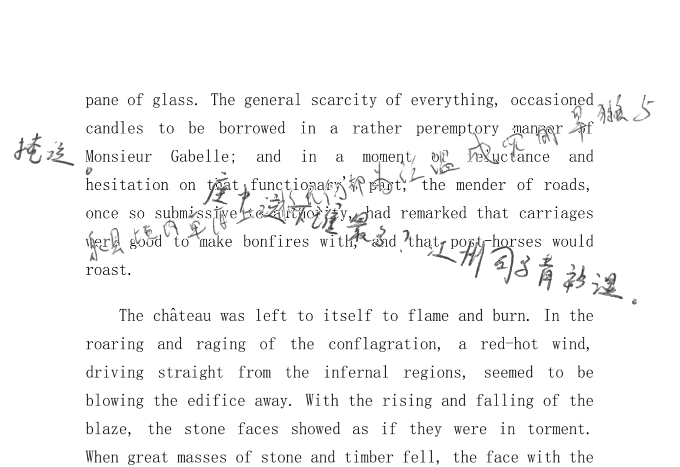 pane of glass. The general scarcity of everything, occasioned
candles to be borrowed in a rather peremptory manner of
掩送。
Monsieur Gabelle; and in a moment of reluctance and
hesitation on that functionary's part, the mender of roads,
once so submissive to authority, had remarked that carriages
were good to make bonfires with, and that post-horses would
roast.
The château was left to itself to flame and burn. In the
roaring and raging of the conflagration, a red-hot wind,
driving straight from the infernal regions, seemed to be
blowing the edifice away. With the rising and falling of the
blaze, the stone faces showed as if they were in torment.
When great masses of stone and timber fell, the face with the